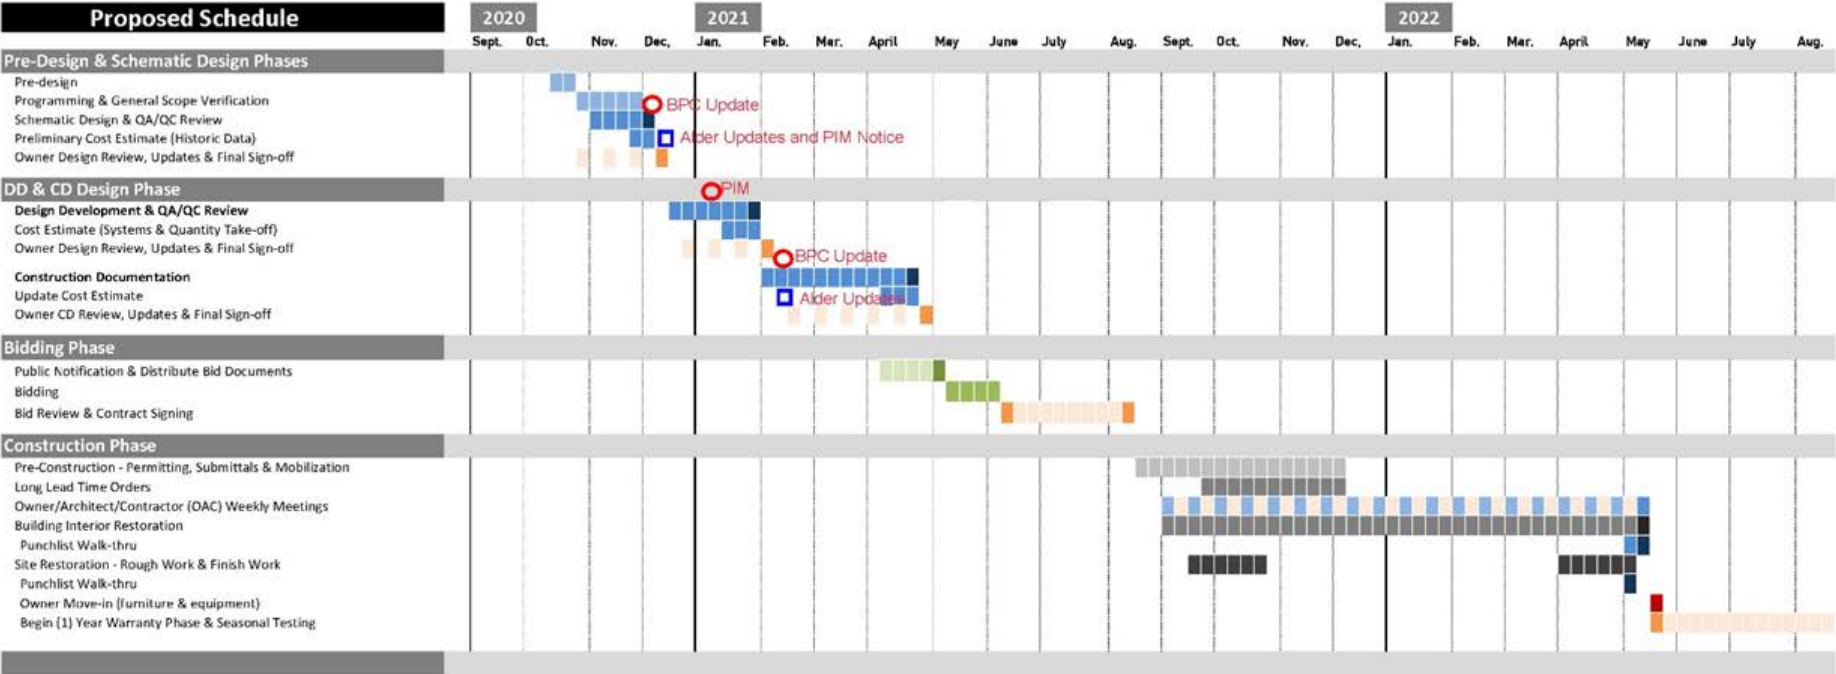 Proposed Schedule
2020 2021 2022
Sept. Oct. Nov. Dec, Jan. Feb. Mar. April May June July Aug. Sept. Oct. Nov. Dec, Jan. Feb. Mar. April May June July Aug.
Pre-Design & Schematic Design Phases
Pre-design
Programming & General Scope Verification
BPC Update
Schematic Design & QA/QC Review
Preliminary Cost Estimate (Historic Data)
Alder Updates and PIM Notice
Owner Design Review, Updates & Final Sign-off
DD & CD Design Phase
PIM
Design Development & QA/QC Review
Cost Estimate (Systems & Quantity Take-off)
Owner Design Review, Updates & Final Sign-off
BPC Update
Construction Documentation
Update Cost Estimate
Alder Updates
Owner CD Review, Updates & Final Sign-off
Bidding Phase
Public Notification & Distribute Bid Documents
Bidding
Bid Review & Contract Signing
Construction Phase
Pre-Construction - Permitting, Submittals & Mobilization
Long Lead Time Orders
Owner/Architect/Contractor (OAC) Weekly Meetings
Building Interior Restoration
Punchlist Walk-thru
Site Restoration - Rough Work & Finish Work
Punchlist Walk-thru
Owner Move-in (furniture & equipment)
Begin (1) Year Warranty Phase & Seasonal Testing